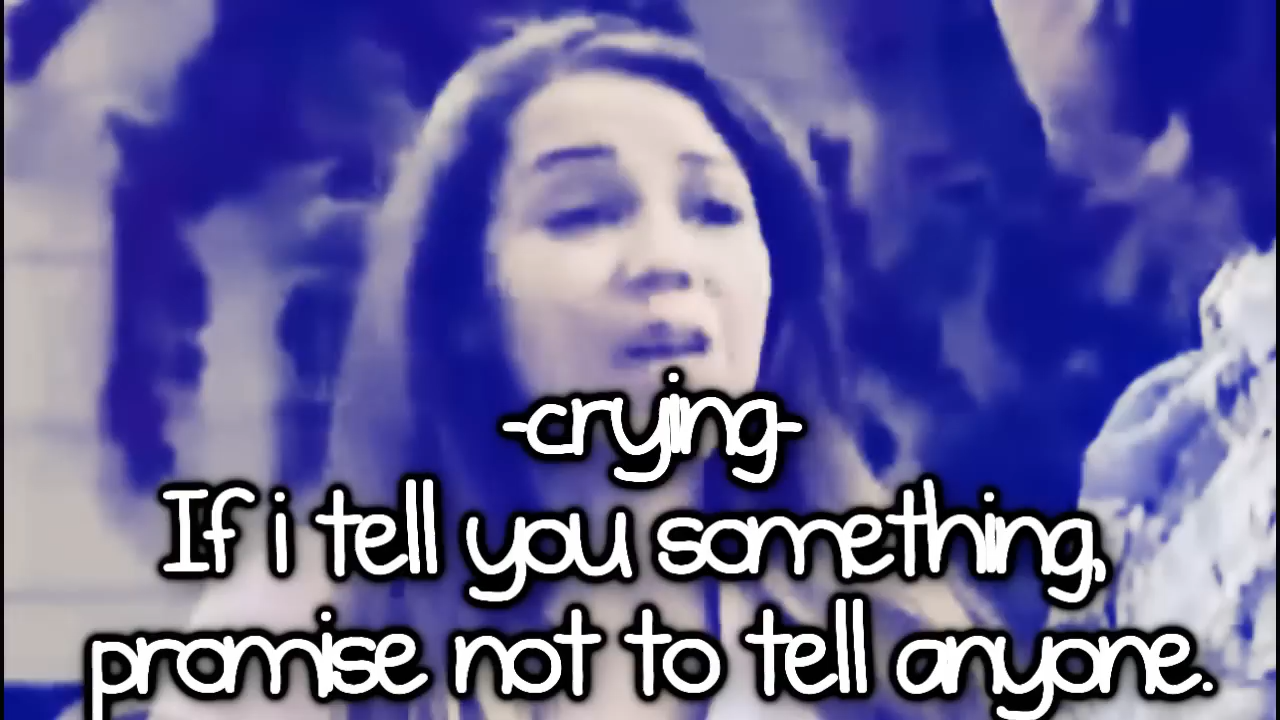 -crying-
If i tell you something,
promise not to tell anyone.